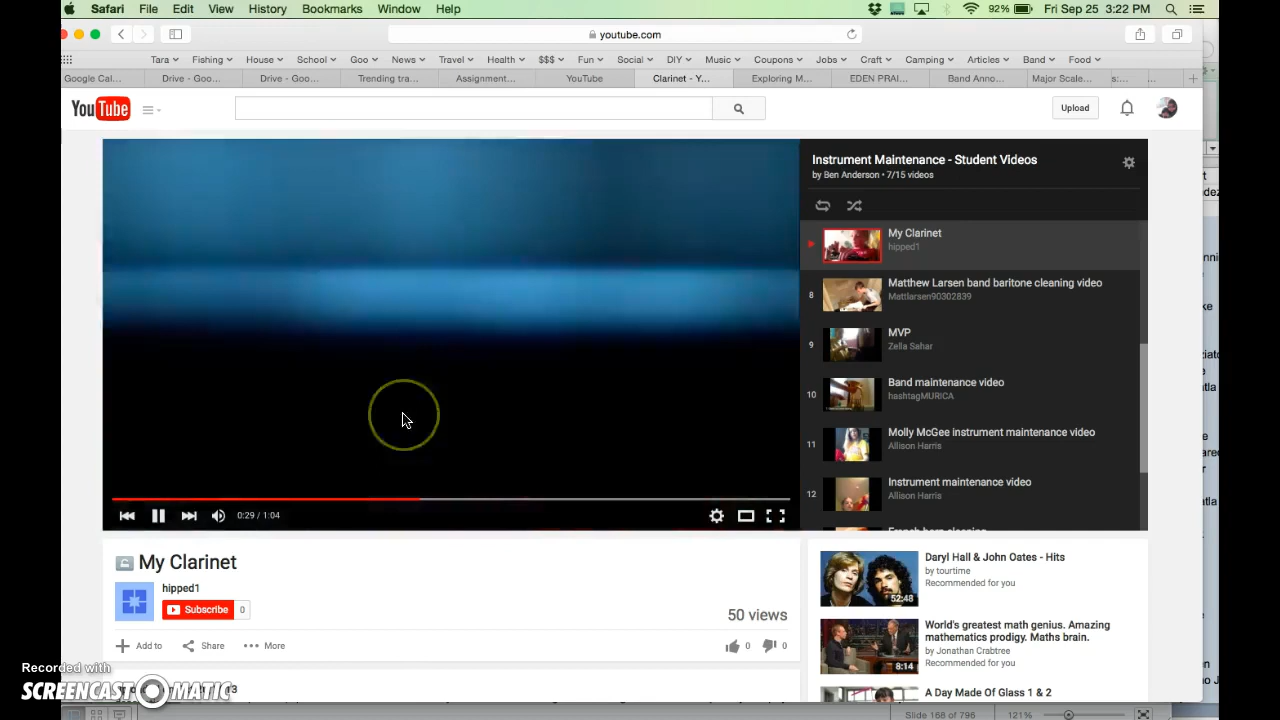 Safari File Edit View History Bookmarks Window Help 92% Fri Sep 25 3:22 PM
youtube.com
Tara Fishing House School Goo News Travel Health $$$ Fun Social DIY Music Coupons Jobs Craft Camping Articles Band Food
Google Cal... Drive - Goo... Drive - Goo... Trending tra... Assignment... YouTube Clarinet - Y... Exploring M... EDEN PRAI... Band Anno... Major Scale...
YouTube
Upload
Instrument Maintenance - Student Videos
by Ben Anderson • 7/15 videos
My Clarinet
hipped1
8 Matthew Larsen band baritone cleaning video
Mattlarsen90302839
9 MVP
Zella Sahar
10 Band maintenance video
hashtagMURICA
11 Molly McGee instrument maintenance video
Allison Harris
12 Instrument maintenance video
Allison Harris
French horn cleaning
0:29 / 1:04
My Clarinet
hipped1
Subscribe 0
50 views
Add to Share More 0 0
Daryl Hall & John Oates - Hits
by tourtime
Recommended for you
52:48
World's greatest math genius. Amazing
mathematics prodigy. Maths brain.
by Jonathan Crabtree
Recommended for you
8:14
A Day Made Of Glass 1 & 2
Recorded with
SCREENCAST-O-MATIC
Slide 168 of 796 121%